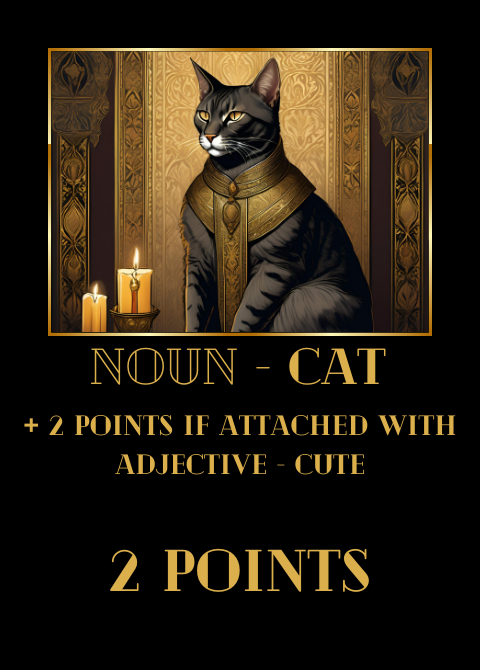 NOUN - CAT
+ 2 POINTS IF ATTACHED WITH
ADJECTIVE - CUTE
2 POINTS